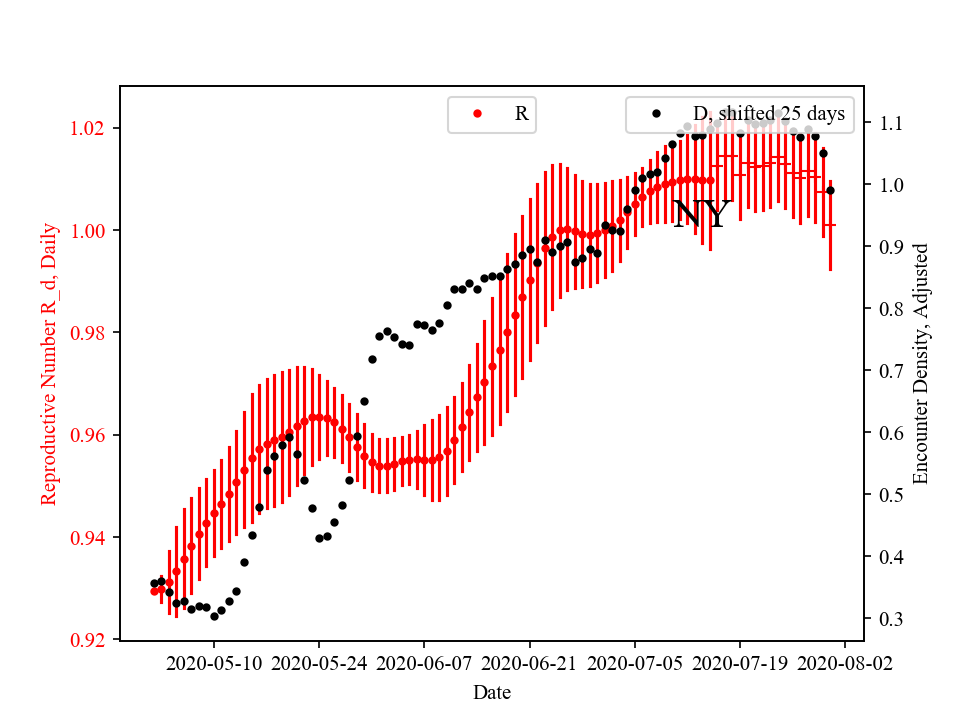 R
D, shifted 25 days
NY
Reproductive Number R_d, Daily
1.02
1.00
0.98
0.96
0.94
0.92
1.1
1.0
0.9
0.8
0.7
0.6
0.5
0.4
0.3
Encounter Density, Adjusted
2020-05-10 2020-05-24 2020-06-07 2020-06-21 2020-07-05 2020-07-19 2020-08-02
Date